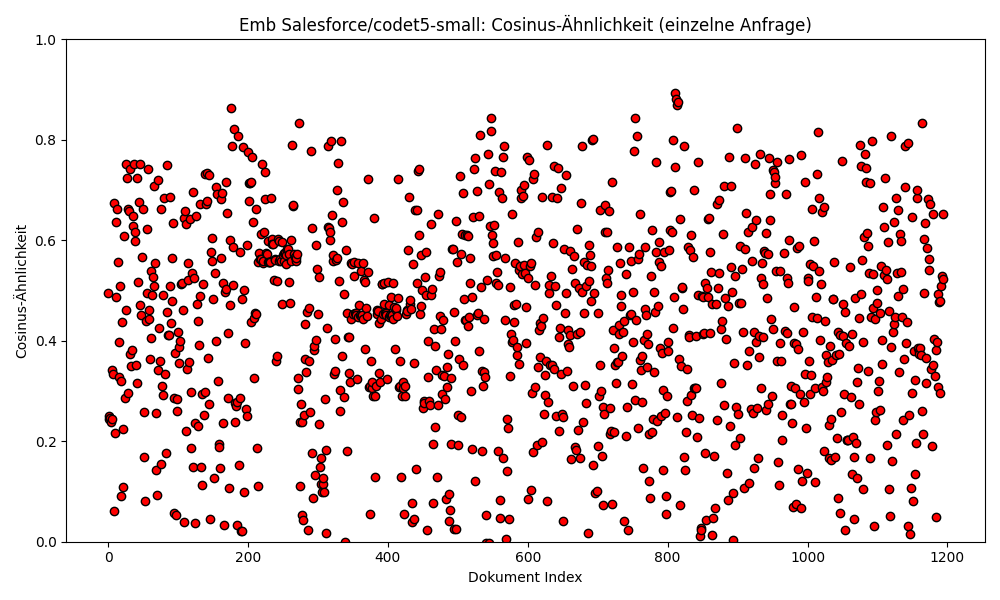 Emb Salesforce/codet5-small: Cosinus-Ähnlichkeit (einzelne Anfrage)
1.0
0.8
0.6
0.4
0.2
0.0
Cosinus-Ähnlichkeit
0 200 400 600 800 1000 1200
Dokument Index